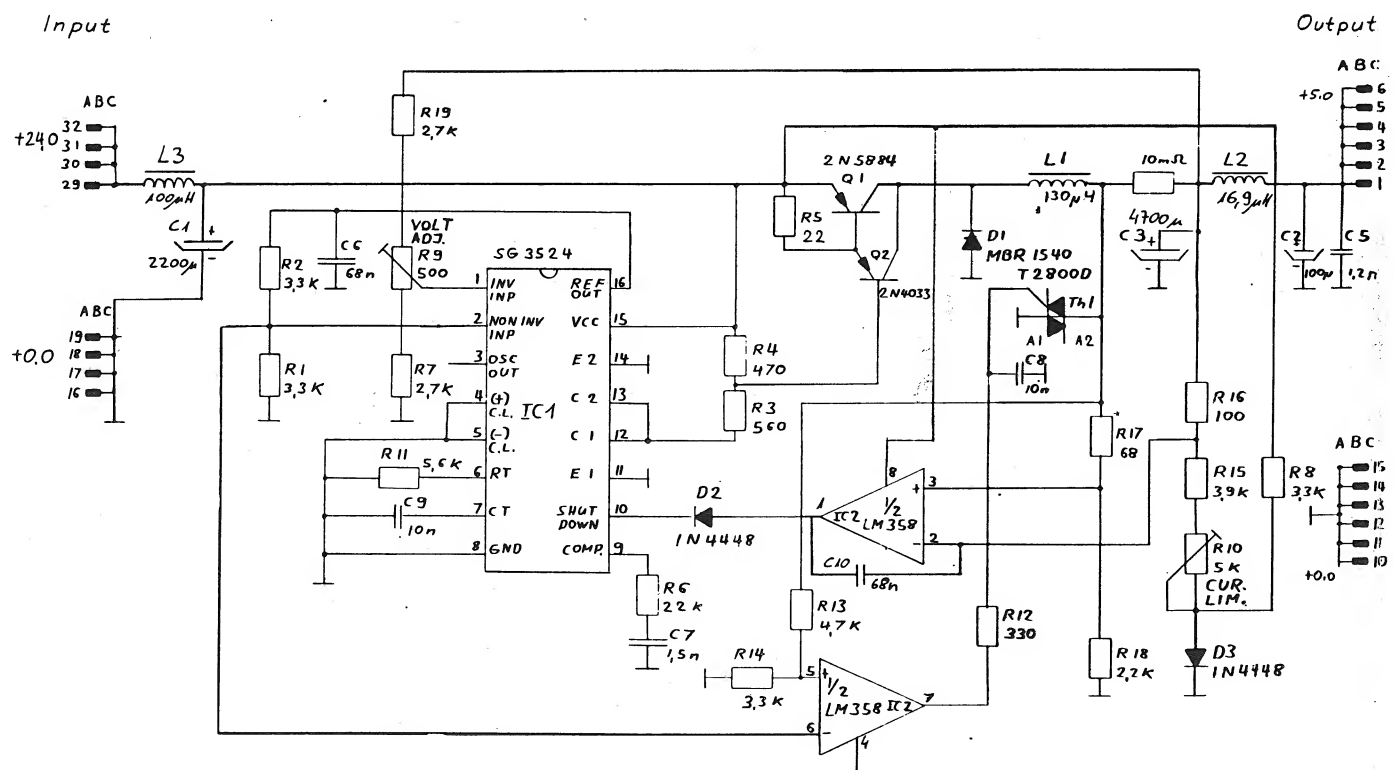 Input
Output
ABC
+24,0
32
31
30
29
L3
100µH
C1
+
-
2200µ
ABC
+0,0
19
18
17
16
R19
2,7K
R2
3,3K
C6
68n
VOLT
ADJ.
R9
500
R1
3,3K
R7
2,7K
SG3524
IC1
1 INV
INP
2 NON INV
INP
3 OSC
OUT
4 (+)
C.L.
5 (-)
C.L.
6 RT
7 CT
8 GND
REF 16
OUT
VCC 15
E2 14
C2 13
C1 12
E1 11
SHUT 10
DOWN
COMP. 9
R11
5,6K
C9
10n
R6
22K
C7
1,5n
D2
1N4448
R4
470
R3
560
2N5884
Q1
R5
22
Q2
2N4033
D1
MBR 1540
L1
130µH
10mΩ
L2
16,9µH
4700µ
C3
+
-
C2
+
-
100µ
C5
1,2n
T2800D
Th1
A1
A2
C8
10n
R17
68
R16
100
R15
3,9K
R8
3,3K
R10
5K
CUR.
LIM.
D3
1N4448
R18
2,2K
R12
330
R13
4,7K
R14
3,3K
C10
68n
8
1
IC2
1/2
LM358
+
3
-
2
5
+
1/2
LM358 IC2
7
6
-
4
ABC
+5,0
6
5
4
3
2
1
ABC
15
14
13
12
11
10
+0,0